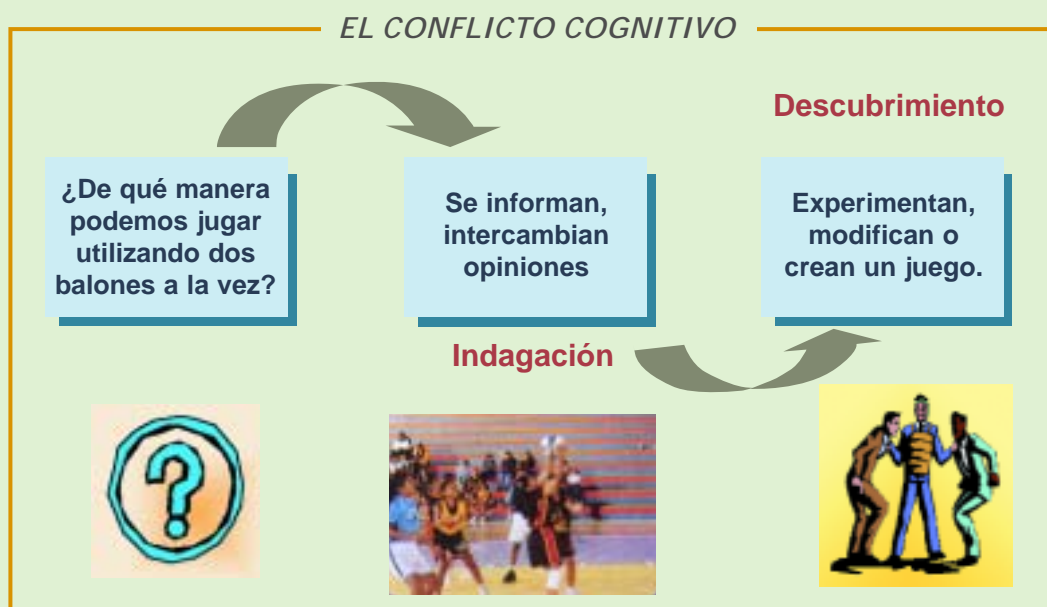 EL CONFLICTO COGNITIVO
¿De qué manera
podemos jugar
utilizando dos
balones a la vez?
Se informan,
intercambian
opiniones
Indagación
Descubrimiento
Experimentan,
modifican o
crean un juego.